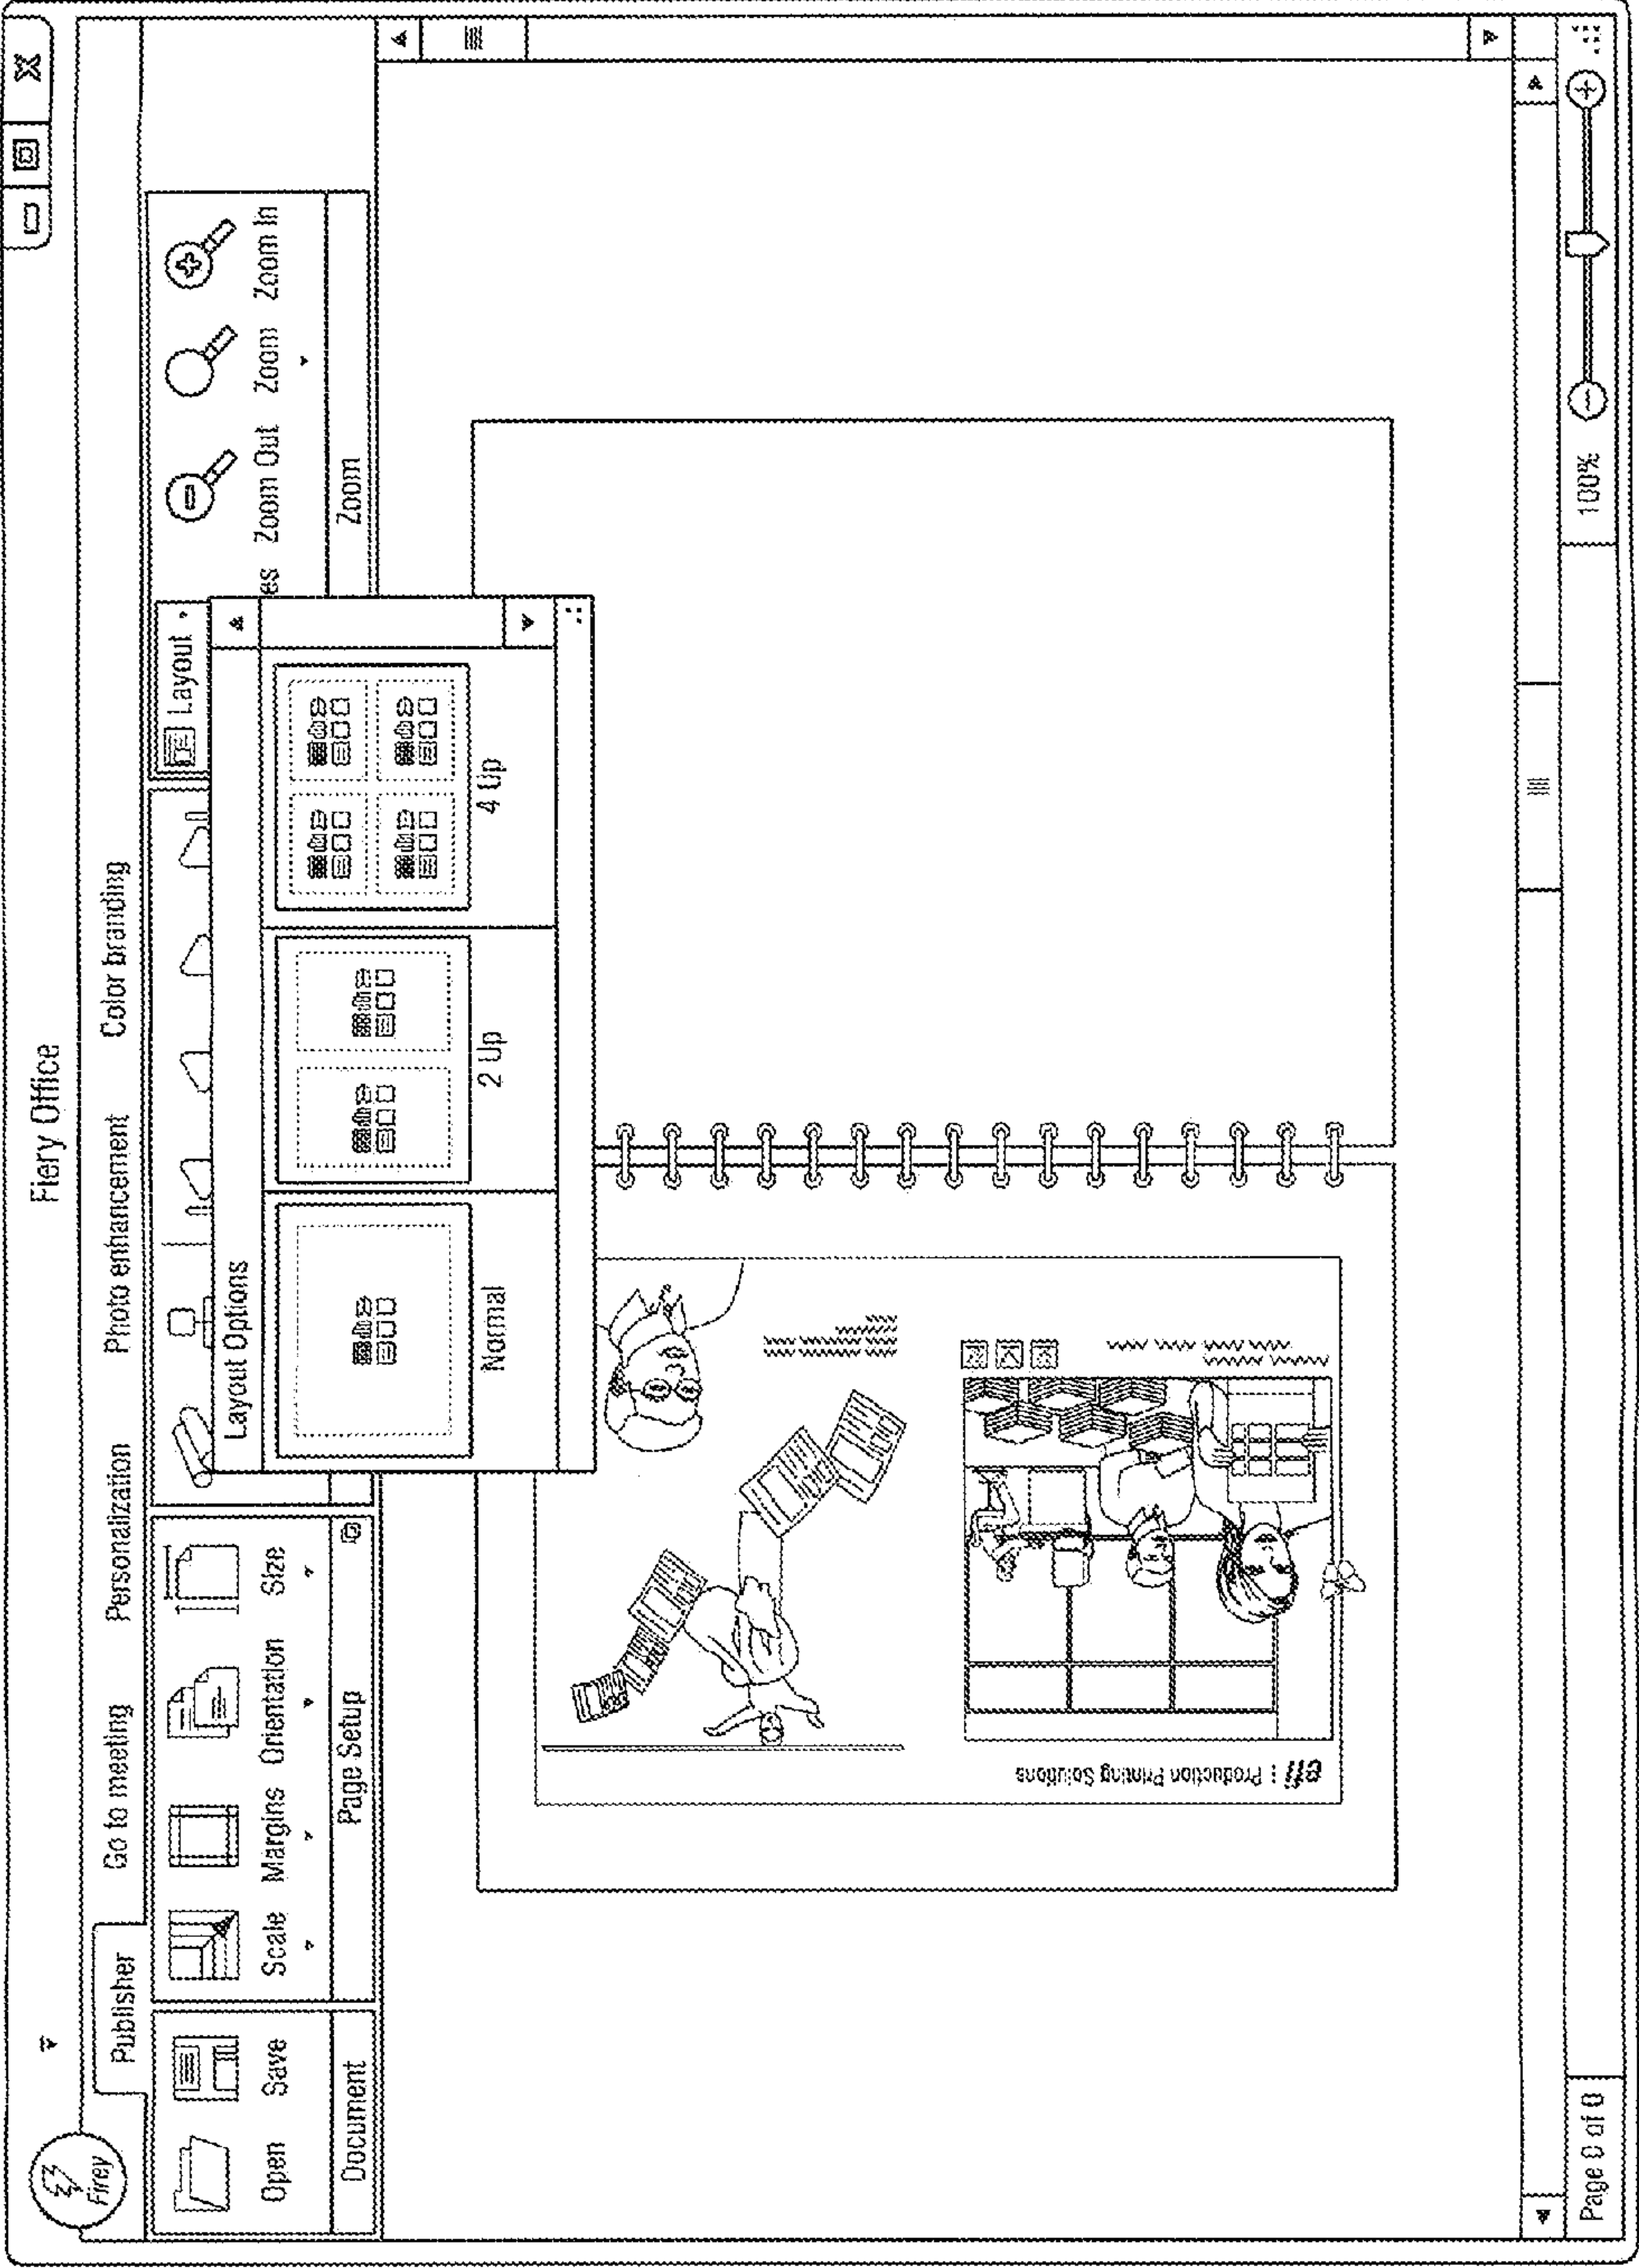 Fiery Office
Firey
Publisher Go to meeting Personalization Photo enhancement Color branding
Open Save Scale Margins Orientation Size
Layout
es Zoom Out Zoom Zoom In
Document Page Setup Zoom
Layout Options
Normal 2 Up 4 Up
efi : Production Printing Solutions
Page 0 of 0 100%